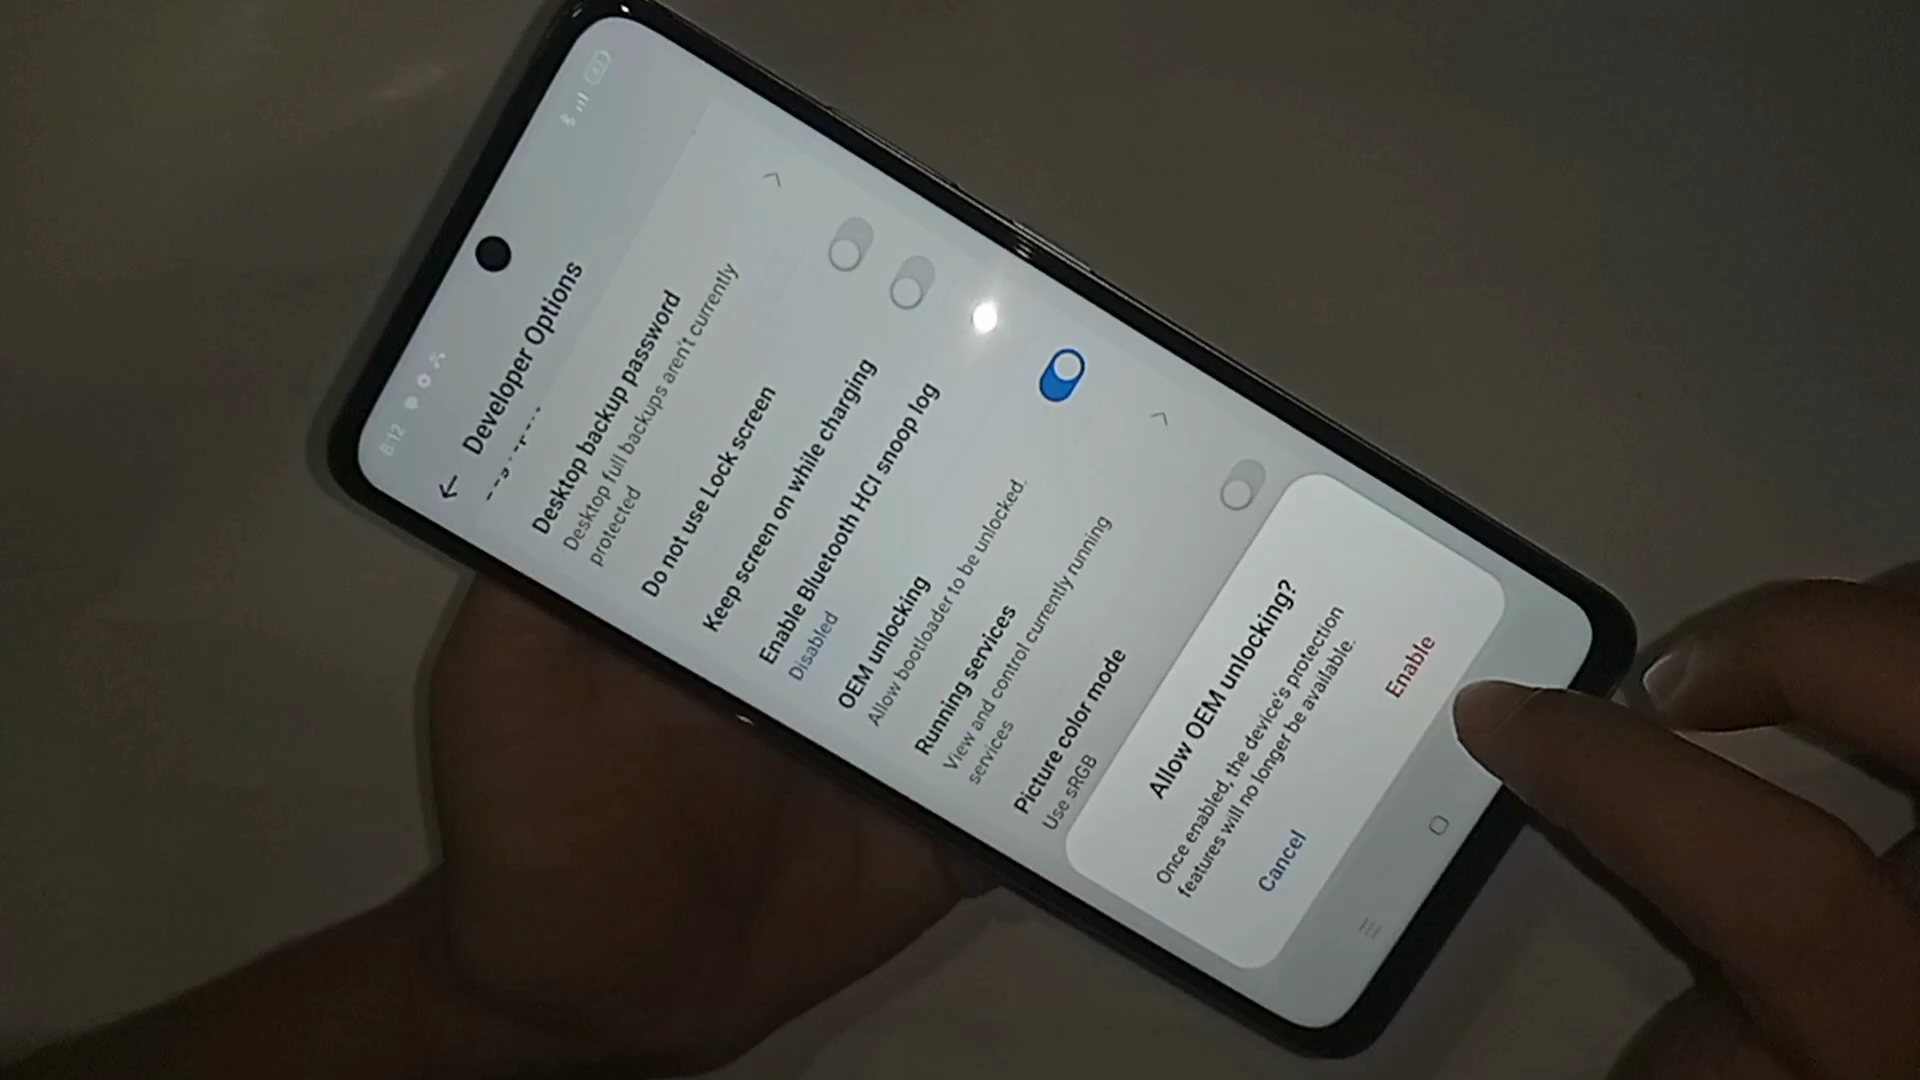 8:12
Developer Options
Desktop backup password
Desktop full backups aren't currently
protected
Do not use Lock screen
Keep screen on while charging
Enable Bluetooth HCI snoop log
Disabled
OEM unlocking
Allow bootloader to be unlocked.
Running services
View and control currently running
services
Picture color mode
Use sRGB
Allow OEM unlocking?
Once enabled, the device's protection
features will no longer be available.
Cancel
Enable